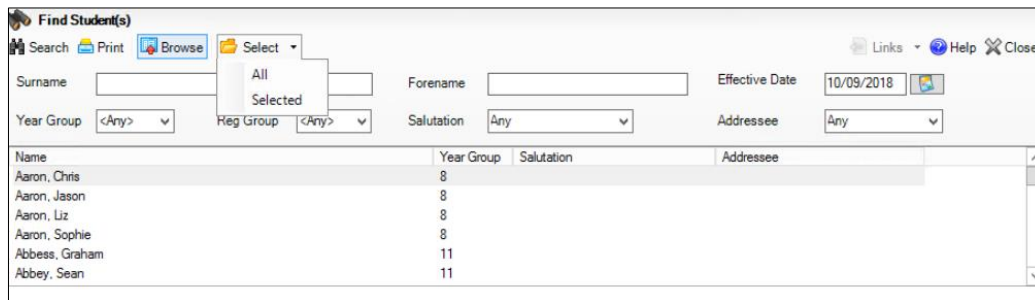 Find Student(s)
Search Print Browse Select Links Help Close
All
Selected
Surname Forename Effective Date 10/09/2018
Year Group <Any> Reg Group <Any> Salutation Any Addressee Any
Name Year Group Salutation Addressee
Aaron, Chris 8
Aaron, Jason 8
Aaron, Liz 8
Aaron, Sophie 8
Abbess, Graham 11
Abbey, Sean 11